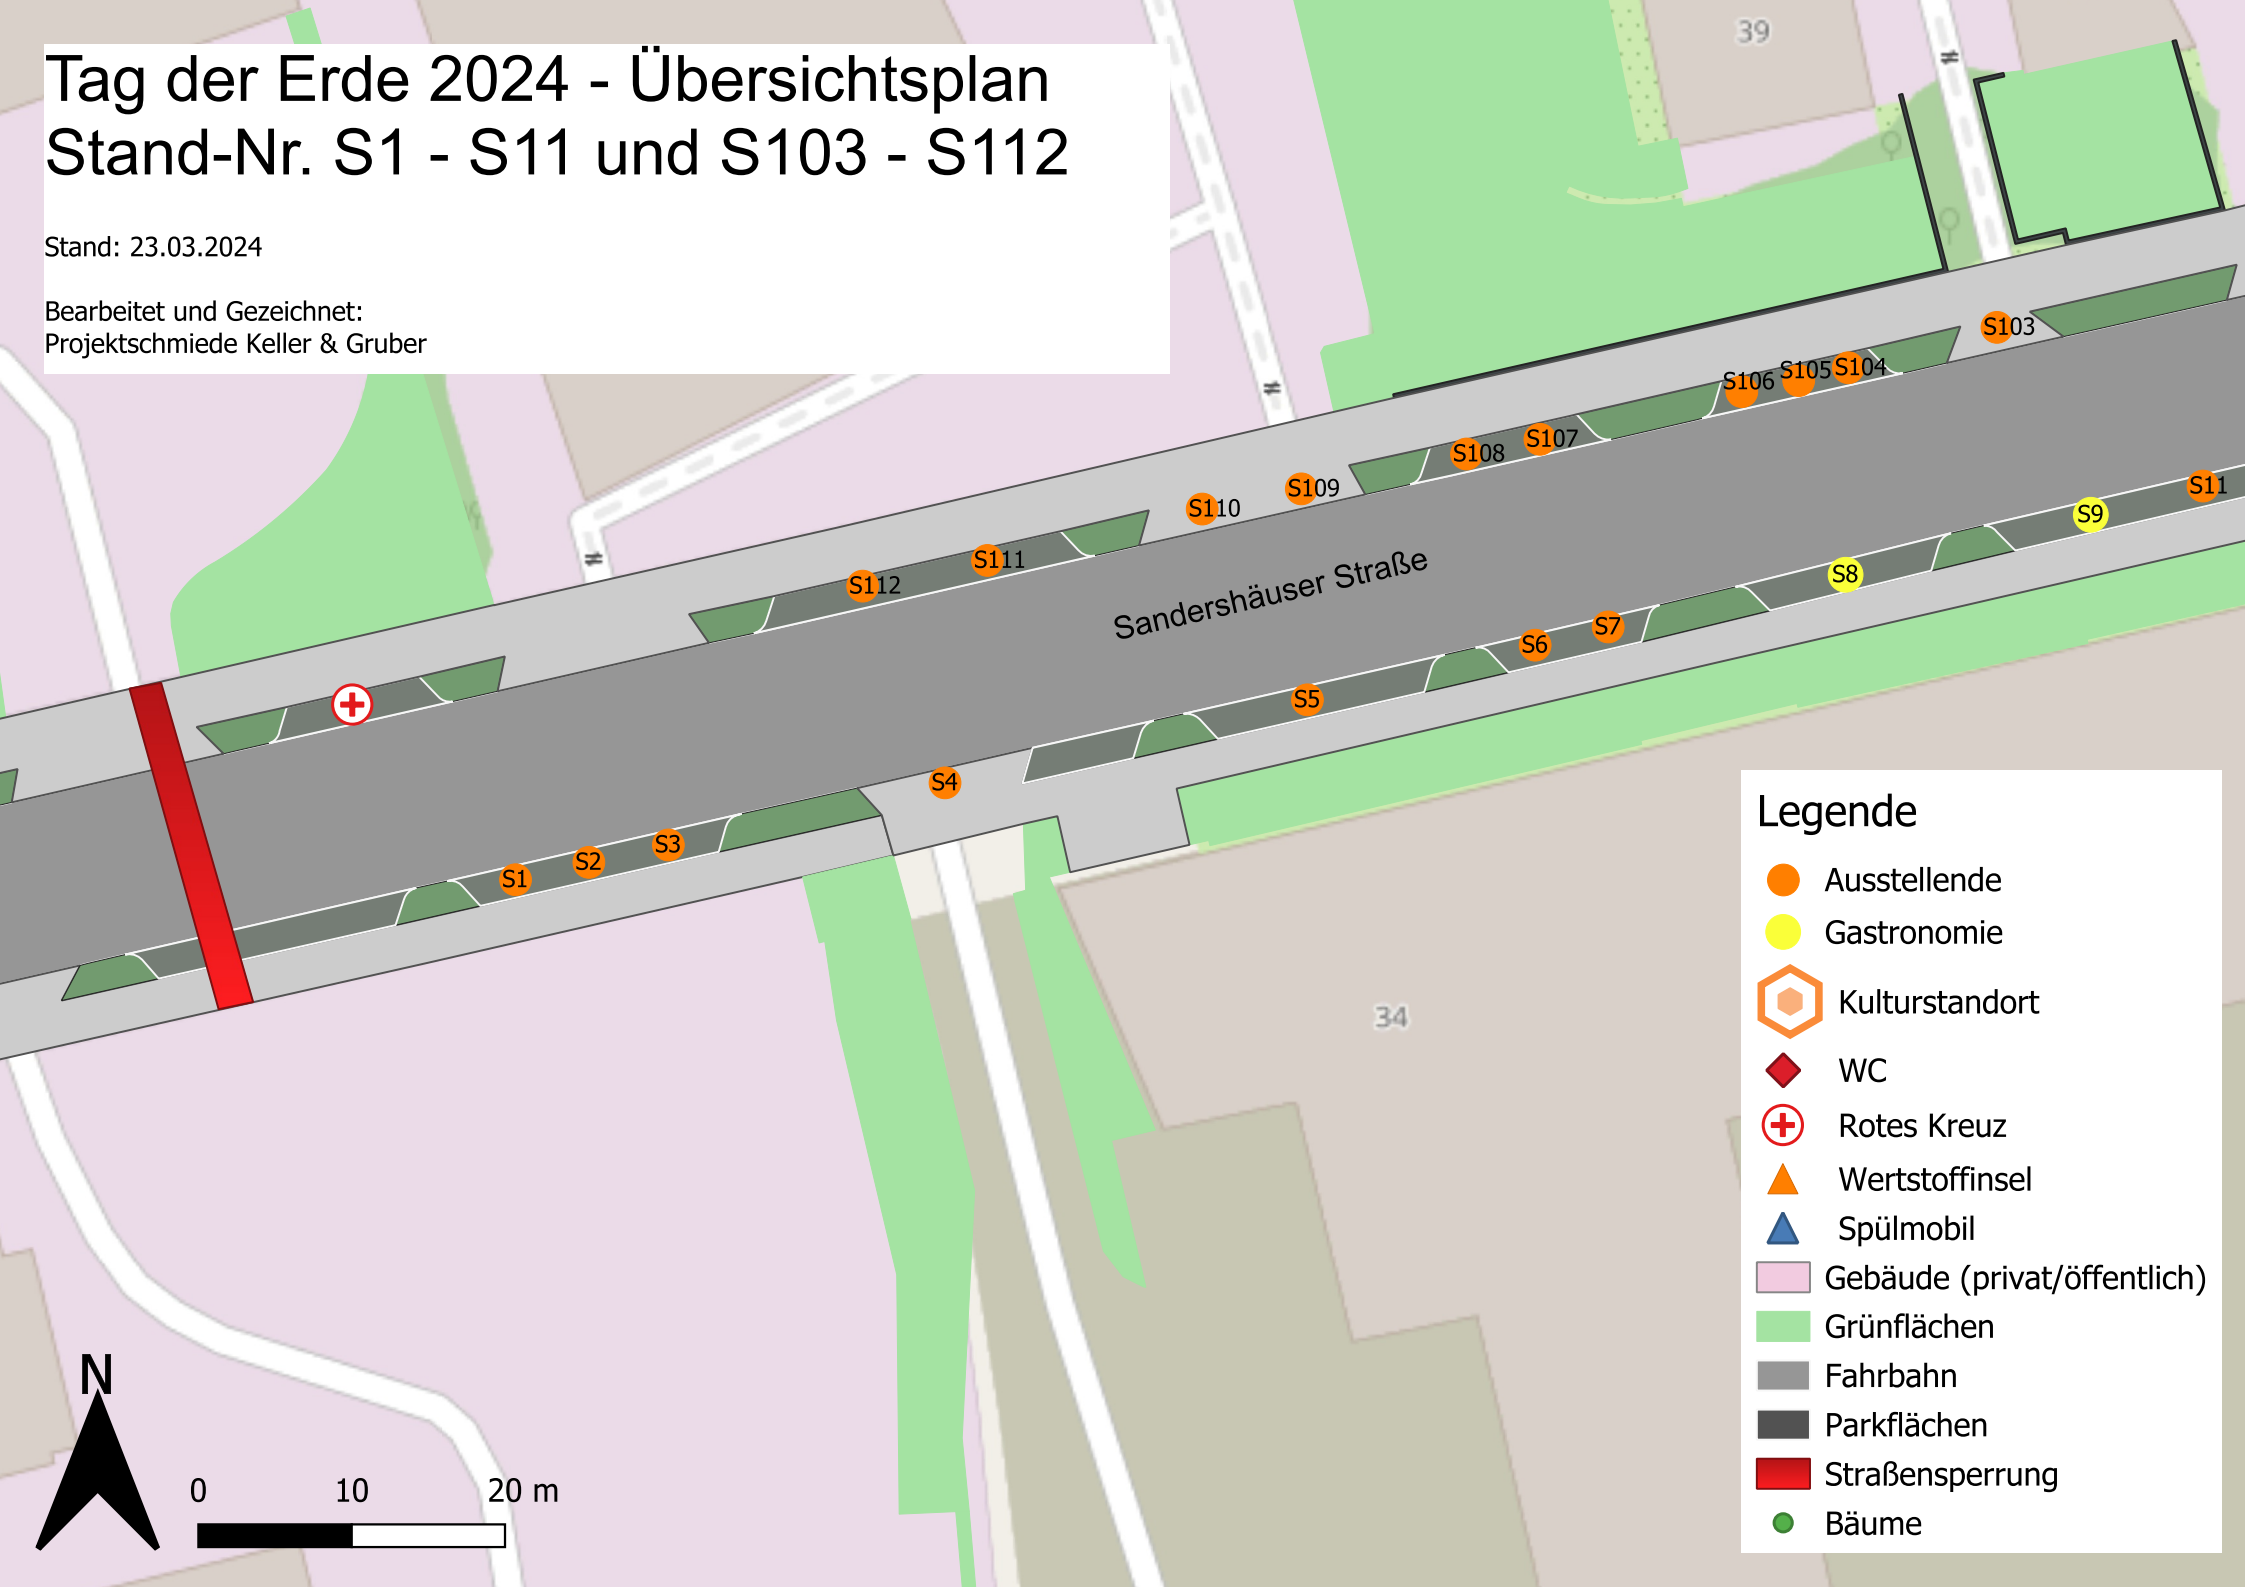 Tag der Erde 2024 - Übersichtsplan
Stand-Nr. S1 - S11 und S103 - S112
Stand: 23.03.2024
Bearbeitet und Gezeichnet:
Projektschmiede Keller & Gruber
39
S103
S106
S105
S104
S108
S107
S110
S109
S112
S111
Sandershäuser Straße
S11
S9
S8
S7
S6
S5
S4
S3
S2
S1
34
Legende
Ausstellende
Gastronomie
Kulturstandort
WC
Rotes Kreuz
Wertstoffinsel
Spülmobil
Gebäude (privat/öffentlich)
Grünflächen
Fahrbahn
Parkflächen
Straßensperrung
Bäume
N
0 10 20 m